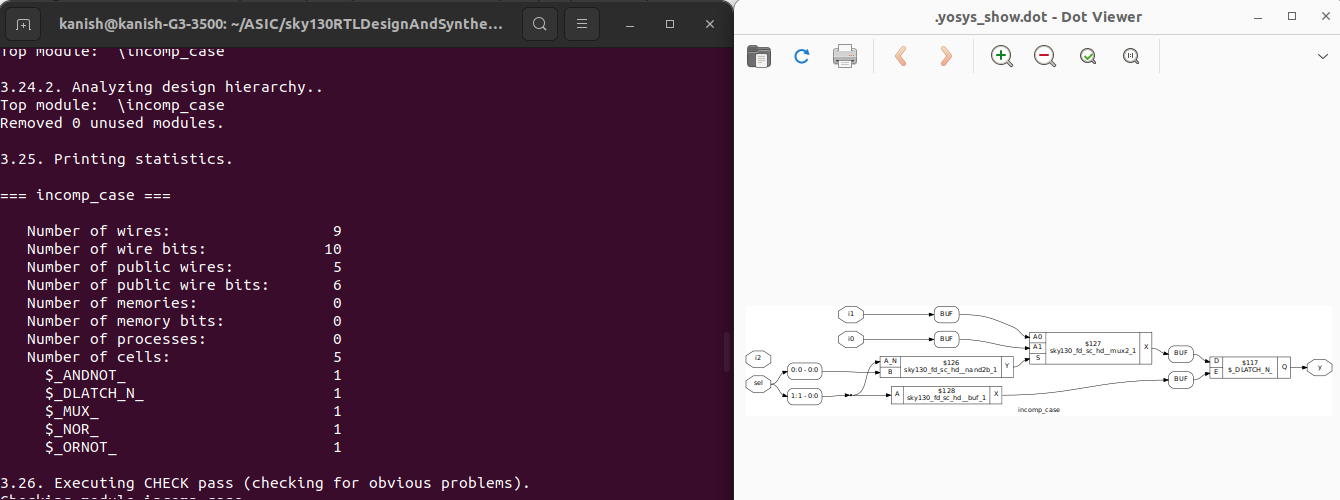 kanish@kanish-G3-3500: ~/ASIC/sky130RTLDesignAndSynthe...
Top module:  \incomp_case
3.24.2. Analyzing design hierarchy..
Top module:  \incomp_case
Removed 0 unused modules.
3.25. Printing statistics.
=== incomp_case ===
Number of wires: 9
Number of wire bits: 10
Number of public wires: 5
Number of public wire bits: 6
Number of memories: 0
Number of memory bits: 0
Number of processes: 0
Number of cells: 5
$_ANDNOT_ 1
$_DLATCH_N_ 1
$_MUX_ 1
$_NOR_ 1
$_ORNOT_ 1
3.26. Executing CHECK pass (checking for obvious problems).
Checking module incomp_case
.yosys_show.dot - Dot Viewer
i1
BUF
i0
BUF
A0
A1
S
$127
sky130_fd_sc_hd__mux2_1
X
i2
sel
0:0 - 0:0
1:1 - 0:0
A_N
B
$126
sky130_fd_sc_hd__nand2b_1
Y
A
$128
sky130_fd_sc_hd__buf_1
X
BUF
BUF
D
E
$117
$_DLATCH_N_
Q
y
incomp_case